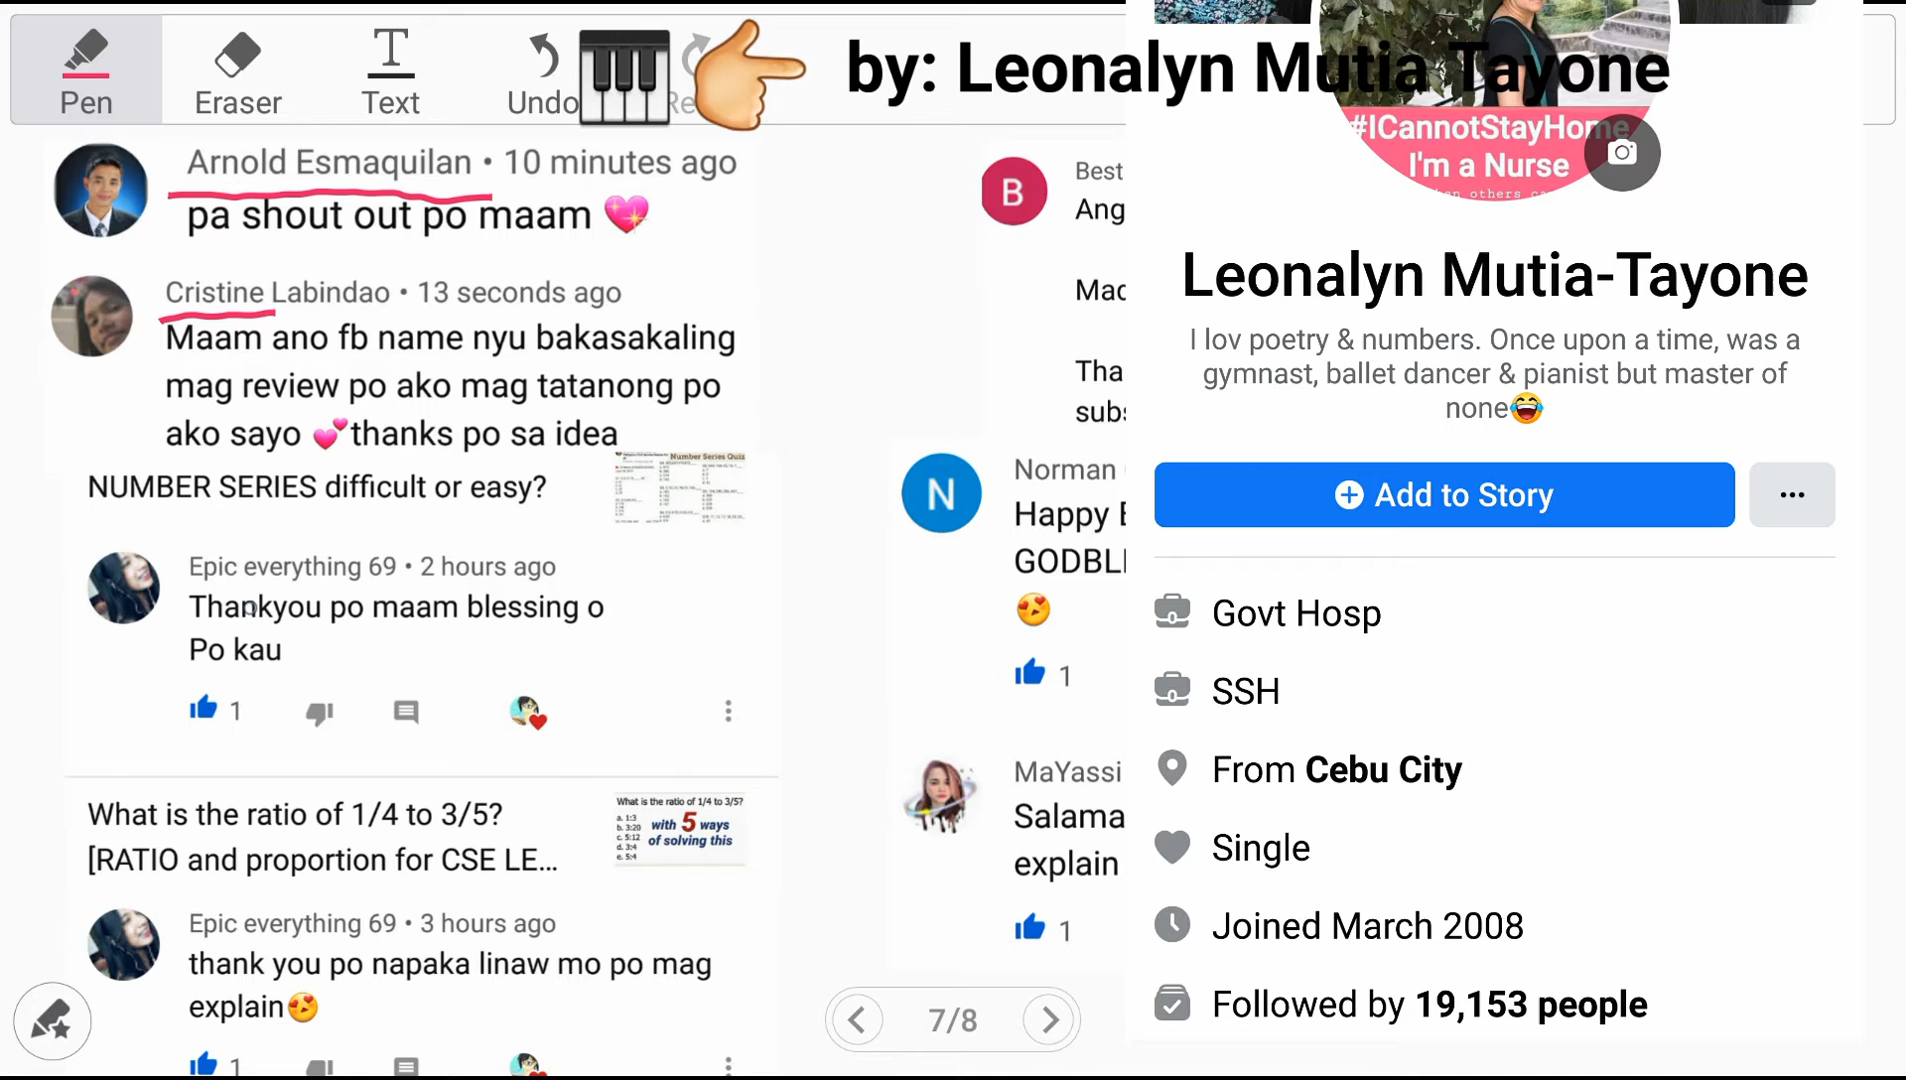 Pen
Eraser
Text
Undo
Re
by: Leonalyn Mutia Tayone
Arnold Esmaquilan • 10 minutes ago
pa shout out po maam 💖
Cristine Labindao • 13 seconds ago
Maam ano fb name nyu bakasakaling
mag review po ako mag tatanong po
ako sayo 💕thanks po sa idea
NUMBER SERIES difficult or easy?
Number Series Quiz
Epic everything 69 • 2 hours ago
Thankyou po maam blessing o
Po kau
1
What is the ratio of 1/4 to 3/5?
[RATIO and proportion for CSE LE...
What is the ratio of 1/4 to 3/5?
a. 1:3
b. 3:20
c. 5:12
d. 3:4
e. 5:4
with 5 ways
of solving this
Epic everything 69 • 3 hours ago
thank you po napaka linaw mo po mag
explain😍
1
B
Best
Ang
Mad
Tha
subs
N
Norman
Happy B
GODBL
😍
1
MaYassi
Salama
explain
1
7/8
#ICannotStayHome
I'm a Nurse
Leonalyn Mutia-Tayone
I lov poetry & numbers. Once upon a time, was a
gymnast, ballet dancer & pianist but master of
none😂
Add to Story
Govt Hosp
SSH
From Cebu City
Single
Joined March 2008
Followed by 19,153 people